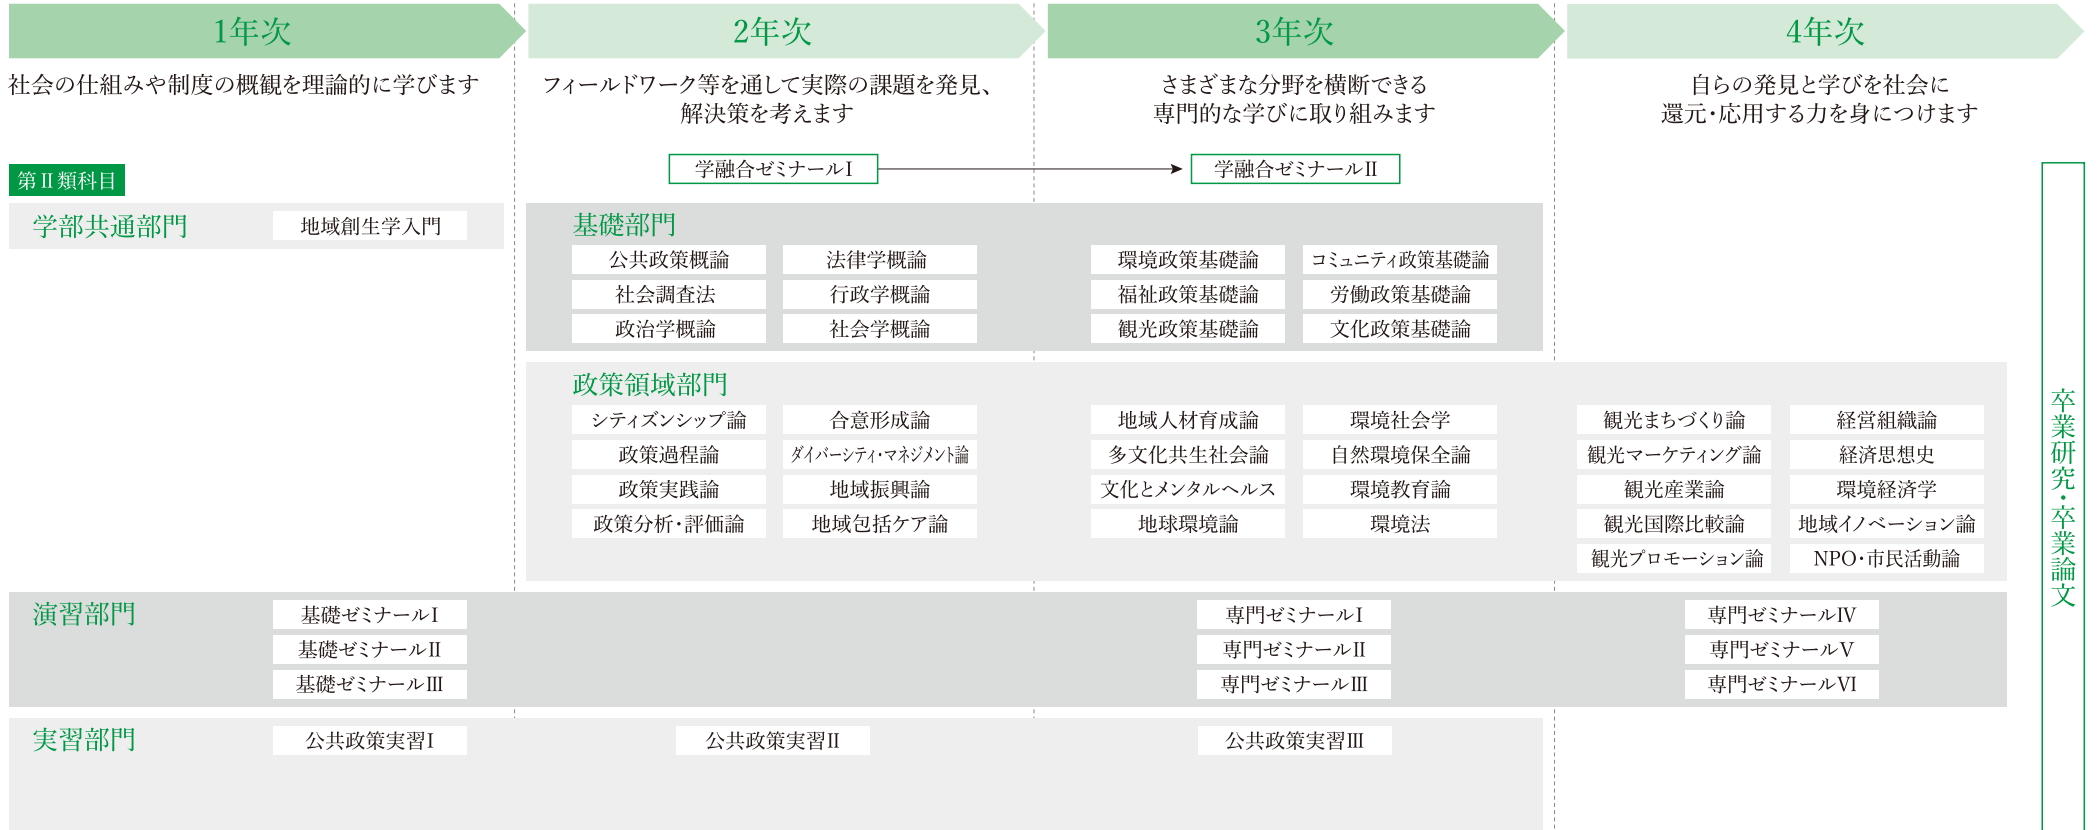 1年次
2年次
3年次
4年次
社会の仕組みや制度の概観を理論的に学びます
フィールドワーク等を通して実際の課題を発見、
解決策を考えます
さまざまな分野を横断できる
専門的な学びに取り組みます
自らの発見と学びを社会に
還元・応用する力を身につけます
学融合ゼミナールⅠ
学融合ゼミナールⅡ
第Ⅱ類科目
学部共通部門
地域創生学入門
基礎部門
公共政策概論
法律学概論
環境政策基礎論
コミュニティ政策基礎論
社会調査法
行政学概論
福祉政策基礎論
労働政策基礎論
政治学概論
社会学概論
観光政策基礎論
文化政策基礎論
政策領域部門
シティズンシップ論
合意形成論
地域人材育成論
環境社会学
観光まちづくり論
経営組織論
政策過程論
ダイバーシティ・マネジメント論
多文化共生社会論
自然環境保全論
観光マーケティング論
経済思想史
政策実践論
地域振興論
文化とメンタルヘルス
環境教育論
観光産業論
環境経済学
政策分析・評価論
地域包括ケア論
地球環境論
環境法
観光国際比較論
地域イノベーション論
観光プロモーション論
NPO・市民活動論
演習部門
基礎ゼミナールⅠ
専門ゼミナールⅠ
専門ゼミナールⅣ
基礎ゼミナールⅡ
専門ゼミナールⅡ
専門ゼミナールⅤ
基礎ゼミナールⅢ
専門ゼミナールⅢ
専門ゼミナールⅥ
実習部門
公共政策実習Ⅰ
公共政策実習Ⅱ
公共政策実習Ⅲ
卒業研究・卒業論文